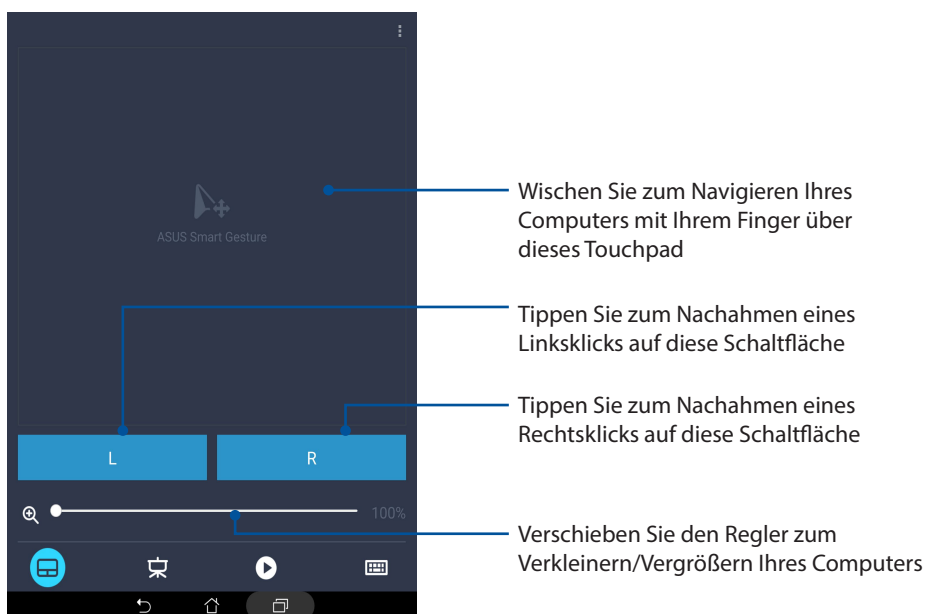 ASUS Smart Gesture
Wischen Sie zum Navigieren Ihres
Computers mit Ihrem Finger über
dieses Touchpad
Tippen Sie zum Nachahmen eines
Linksklicks auf diese Schaltfläche
Tippen Sie zum Nachahmen eines
Rechtsklicks auf diese Schaltfläche
L
R
100%
Verschieben Sie den Regler zum
Verkleinern/Vergrößern Ihres Computers